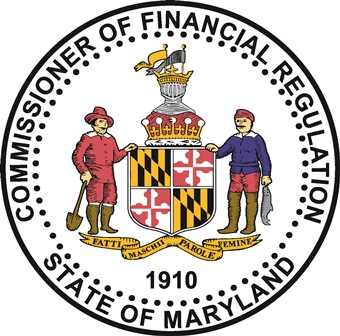 COMMISSIONER OF FINANCIAL REGULATION
FATTI MASCHII PAROLE FEMINE
1910
STATE OF MARYLAND